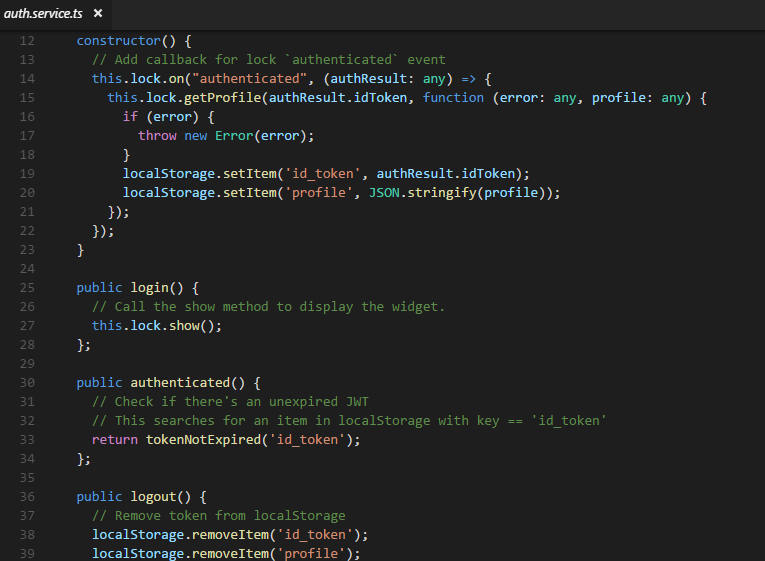 auth.service.ts ×
12 constructor() {
13 // Add callback for lock `authenticated` event
14 this.lock.on("authenticated", (authResult: any) => {
15 this.lock.getProfile(authResult.idToken, function (error: any, profile: any) {
16 if (error) {
17 throw new Error(error);
18 }
19 localStorage.setItem('id_token', authResult.idToken);
20 localStorage.setItem('profile', JSON.stringify(profile));
21 });
22 });
23 }
24
25 public login() {
26 // Call the show method to display the widget.
27 this.lock.show();
28 };
29
30 public authenticated() {
31 // Check if there's an unexpired JWT
32 // This searches for an item in localStorage with key == 'id_token'
33 return tokenNotExpired('id_token');
34 };
35
36 public logout() {
37 // Remove token from localStorage
38 localStorage.removeItem('id_token');
39 localStorage.removeItem('profile');